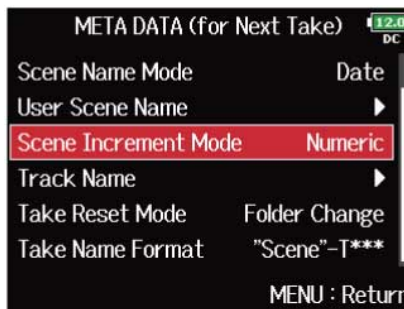 META DATA (for Next Take)
12.0
DC
Scene Name Mode Date
User Scene Name
Scene Increment Mode Numeric
Track Name
Take Reset Mode Folder Change
Take Name Format "Scene"-T***
MENU : Return